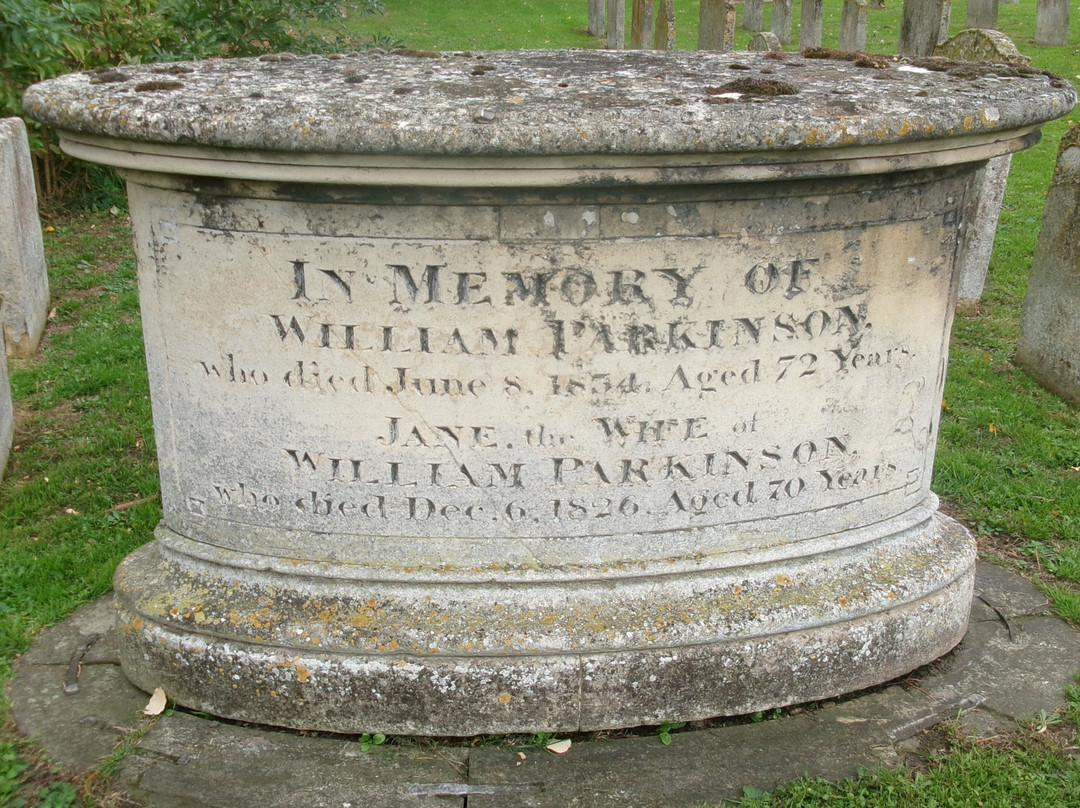 IN MEMORY OF
WILLIAM PARKINSON,
who died June 8, 1834. Aged 72 Years.
JANE, the WIFE of
WILLIAM PARKINSON,
who died Dec. 6, 1826. Aged 70 Years